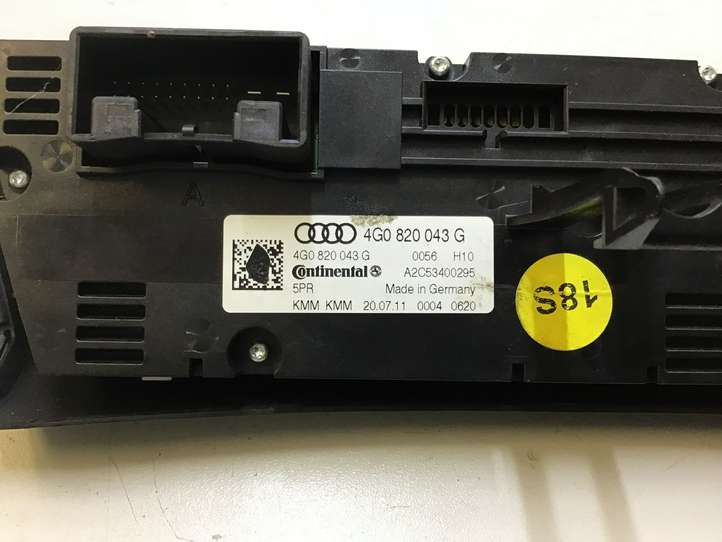 A
4G0 820 043 G
4G0 820 043 G 0056 H10
Continental A2C53400295
5PR Made in Germany
KMM KMM 20.07.11 0004 0620
18S